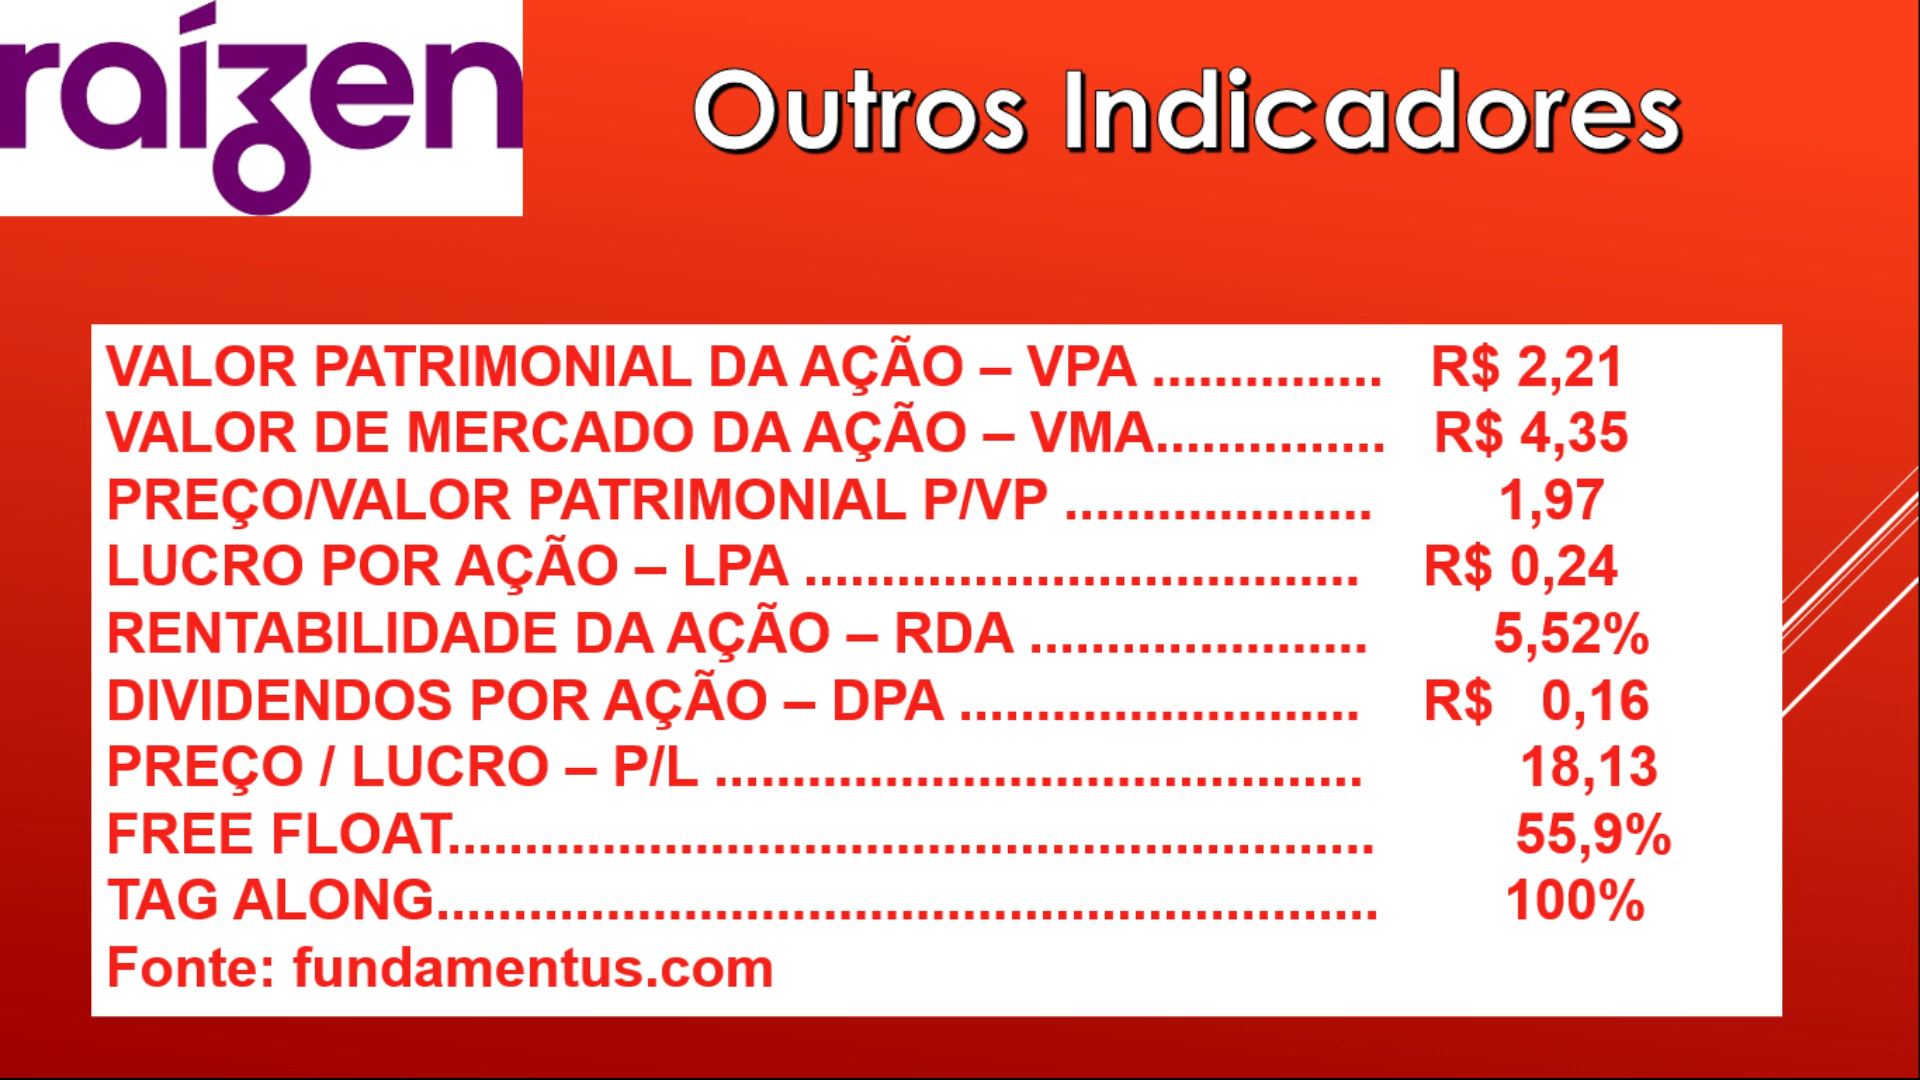 raízen
Outros Indicadores
VALOR PATRIMONIAL DA AÇÃO – VPA ............... R$ 2,21
VALOR DE MERCADO DA AÇÃO – VMA............... R$ 4,35
PREÇO/VALOR PATRIMONIAL P/VP .................... 1,97
LUCRO POR AÇÃO – LPA .................................... R$ 0,24
RENTABILIDADE DA AÇÃO – RDA ...................... 5,52%
DIVIDENDOS POR AÇÃO – DPA .......................... R$ 0,16
PREÇO / LUCRO – P/L .......................................... 18,13
FREE FLOAT............................................................ 55,9%
TAG ALONG............................................................. 100%
Fonte: fundamentus.com